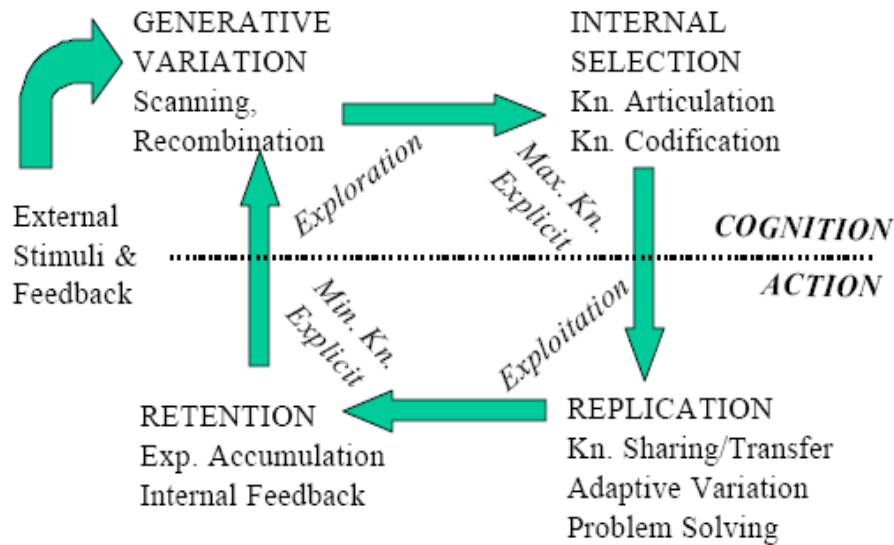 GENERATIVE
VARIATION
Scanning,
Recombination
INTERNAL
SELECTION
Kn. Articulation
Kn. Codification
Exploration
Max. Kn.
Explicit
External
Stimuli &
Feedback
COGNITION
ACTION
Min. Kn.
Explicit
Exploitation
RETENTION
Exp. Accumulation
Internal Feedback
REPLICATION
Kn. Sharing/Transfer
Adaptive Variation
Problem Solving